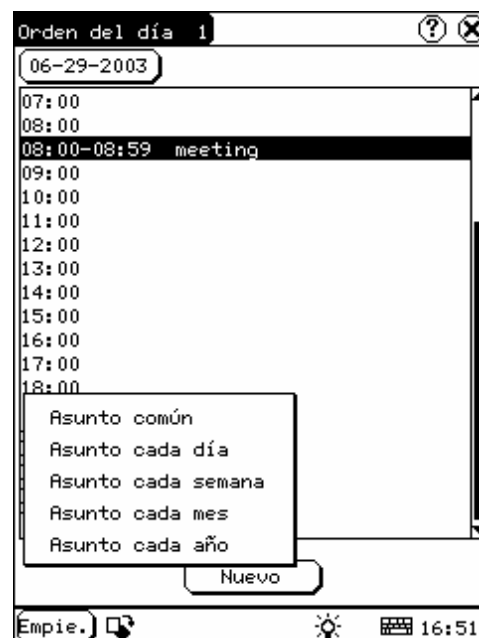 Orden del día 1 ?
06-29-2003
07:00
08:00
08:00-08:59 meeting
09:00
10:00
11:00
12:00
13:00
14:00
15:00
16:00
17:00
18:00
Asunto común
Asunto cada día
Asunto cada semana
Asunto cada mes
Asunto cada año
Nuevo
Empie. 16:51